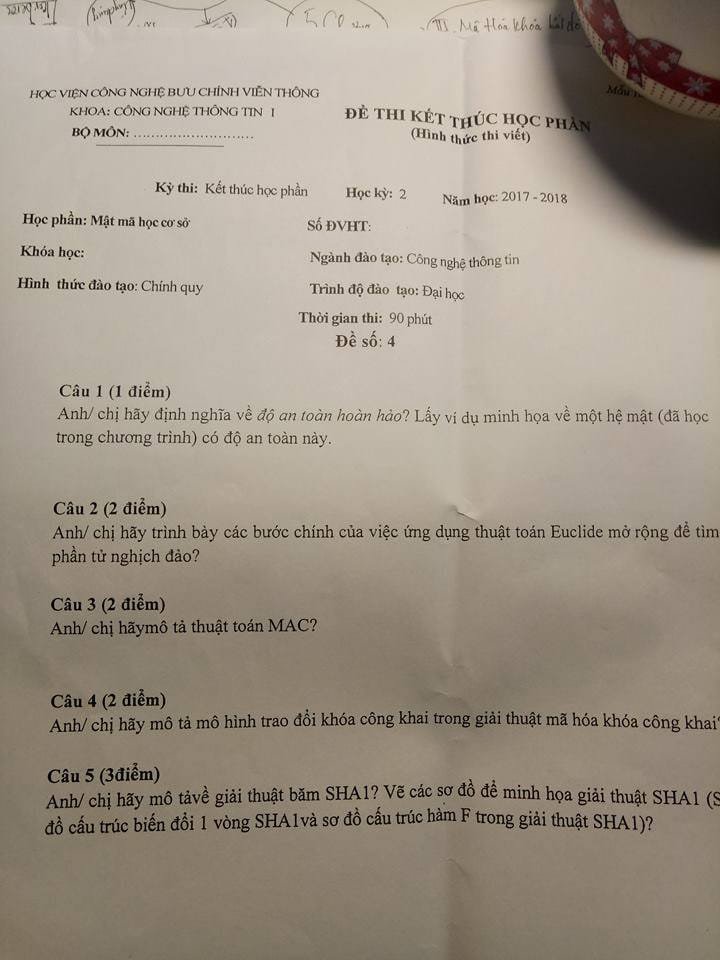 III. Mã Hóa khóa bất đố
HỌC VIỆN CÔNG NGHỆ BƯU CHÍNH VIỄN THÔNG
KHOA: CÔNG NGHỆ THÔNG TIN 1
BỘ MÔN: ...........................
Mẫu
ĐỀ THI KẾT THÚC HỌC PHẦN
(Hình thức thi viết)
Kỳ thi: Kết thúc học phần Học kỳ: 2 Năm học: 2017 - 2018
Học phần: Mật mã học cơ sở Số ĐVHT:
Khóa học: Ngành đào tạo: Công nghệ thông tin
Hình thức đào tạo: Chính quy Trình độ đào tạo: Đại học
Thời gian thi: 90 phút
Đề số: 4
Câu 1 (1 điểm)
Anh/ chị hãy định nghĩa về độ an toàn hoàn hảo? Lấy ví dụ minh họa về một hệ mật (đã học
trong chương trình) có độ an toàn này.
Câu 2 (2 điểm)
Anh/ chị hãy trình bày các bước chính của việc ứng dụng thuật toán Euclide mở rộng để tìm
phần tử nghịch đảo?
Câu 3 (2 điểm)
Anh/ chị hãymô tả thuật toán MAC?
Câu 4 (2 điểm)
Anh/ chị hãy mô tả mô hình trao đổi khóa công khai trong giải thuật mã hóa khóa công khai?
Câu 5 (3điểm)
Anh/ chị hãy mô tảvề giải thuật băm SHA1? Vẽ các sơ đồ để minh họa giải thuật SHA1 (S
đồ cấu trúc biến đổi 1 vòng SHA1và sơ đồ cấu trúc hàm F trong giải thuật SHA1)?